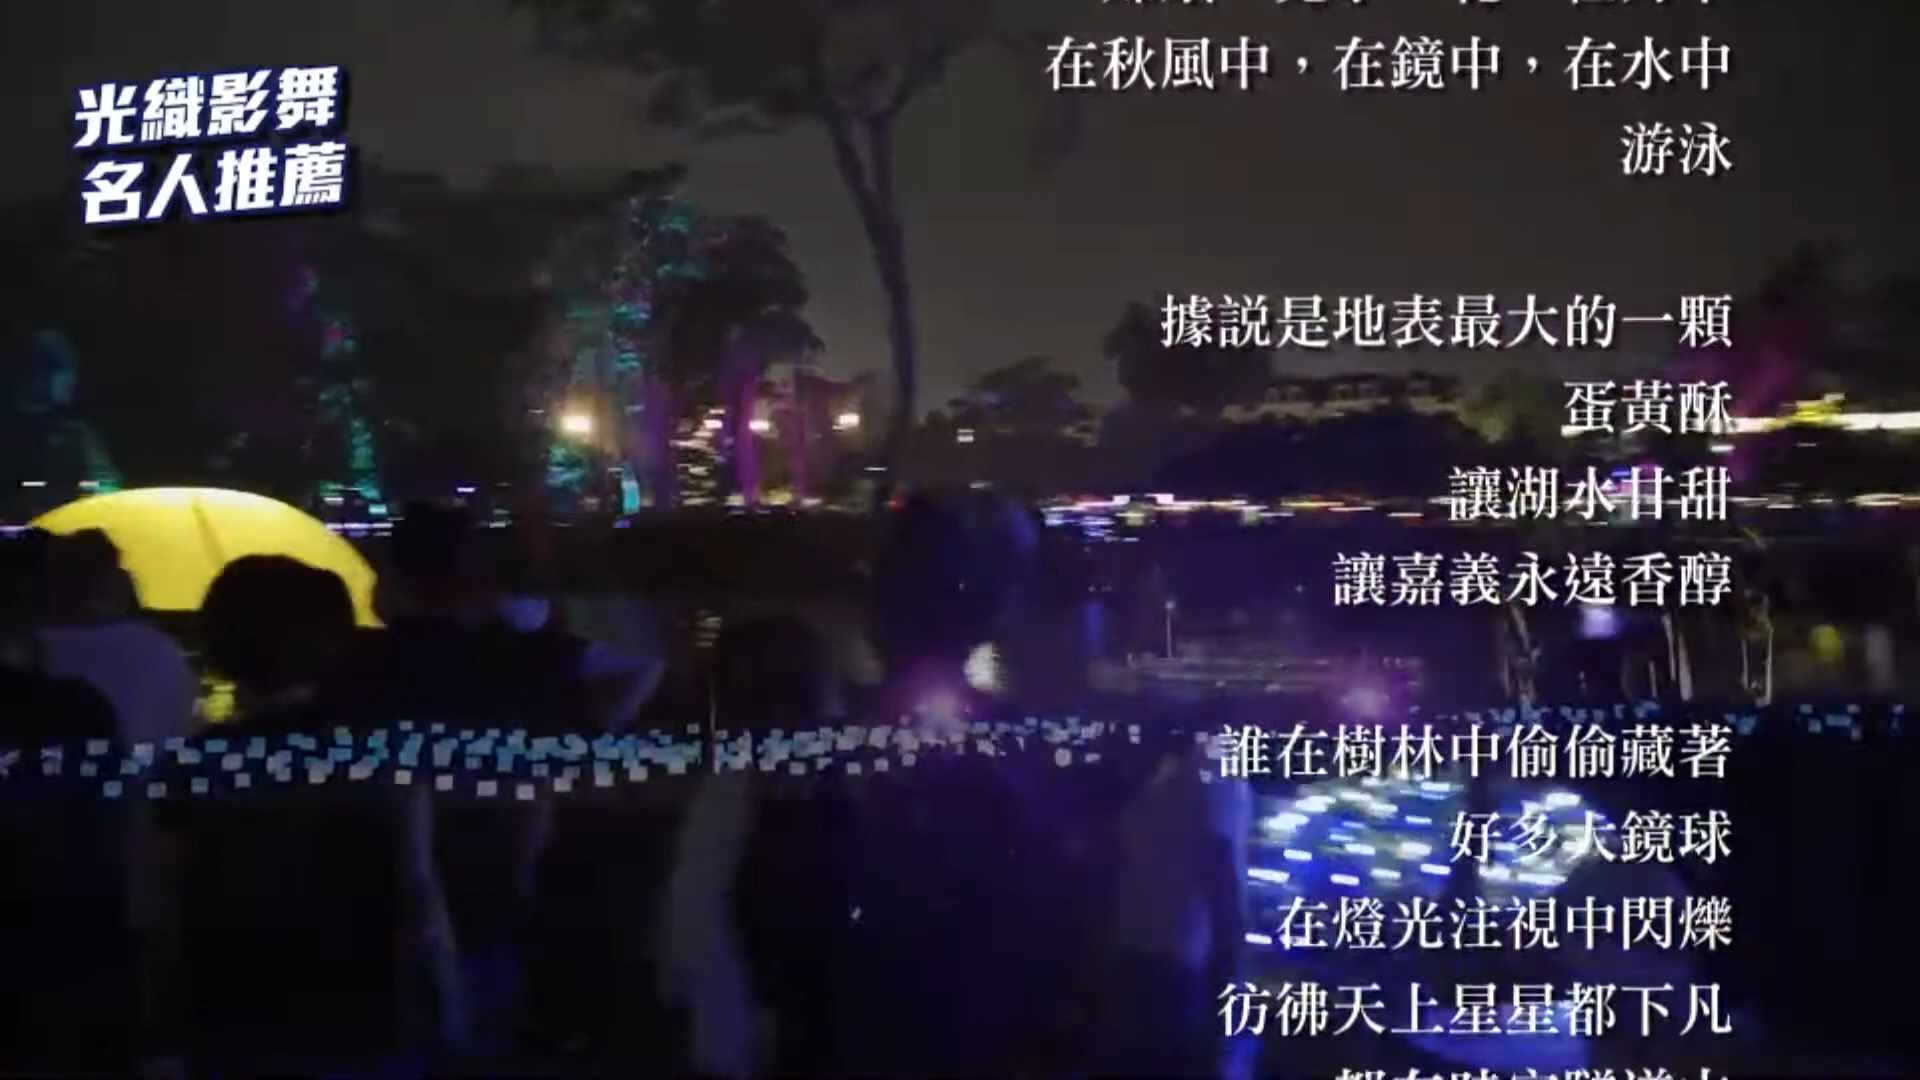 光織影舞
名人推薦
在秋風中，在鏡中，在水中
游泳
據説是地表最大的一顆
蛋黃酥
讓湖水甘甜
讓嘉義永遠香醇
誰在樹林中偷偷藏著
好多大鏡球
在燈光注視中閃爍
彷彿天上星星都下凡